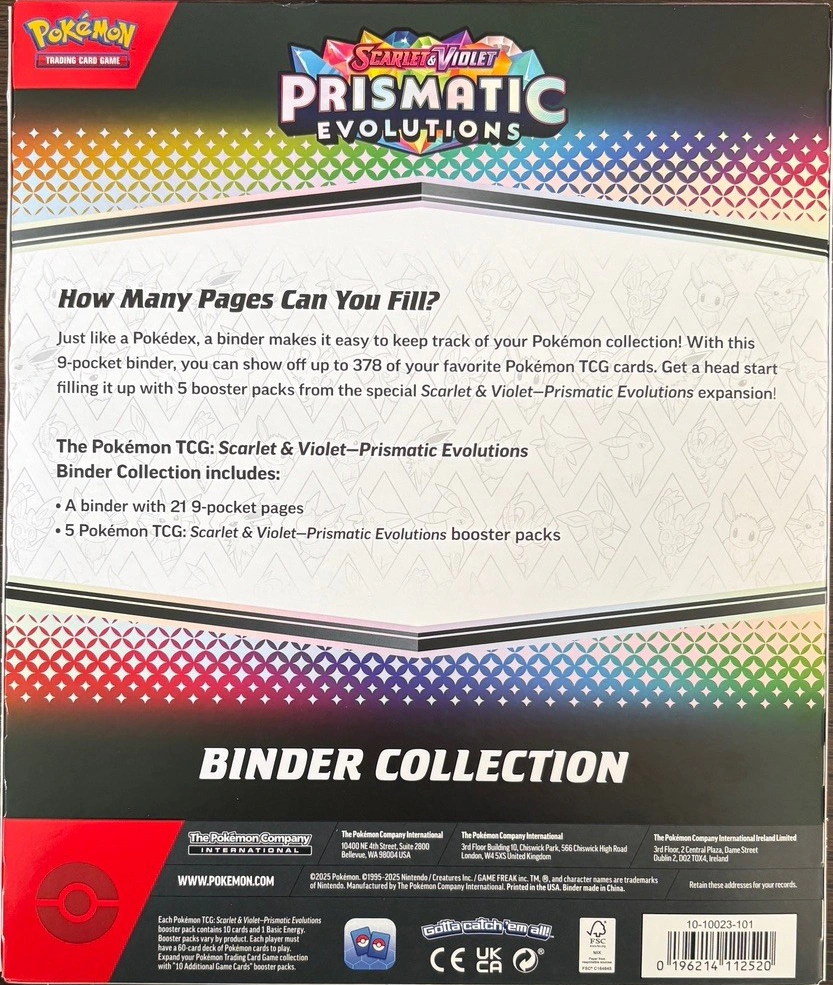 POKÉMON
TRADING CARD GAME
SCARLET & VIOLET
PRISMATIC
EVOLUTIONS
How Many Pages Can You Fill?
Just like a Pokédex, a binder makes it easy to keep track of your Pokémon collection! With this
9-pocket binder, you can show off up to 378 of your favorite Pokémon TCG cards. Get a head start
filling it up with 5 booster packs from the special Scarlet & Violet—Prismatic Evolutions expansion!
The Pokémon TCG: Scarlet & Violet—Prismatic Evolutions
Binder Collection includes:
• A binder with 21 9-pocket pages
• 5 Pokémon TCG: Scarlet & Violet—Prismatic Evolutions booster packs
BINDER COLLECTION
The Pokémon Company
INTERNATIONAL
The Pokémon Company International
10400 NE 4th Street, Suite 2800
Bellevue, WA 98004 USA
The Pokémon Company International
3rd Floor Building 10, Chiswick Park, 566 Chiswick High Road
London, W4 5XS United Kingdom
The Pokémon Company International Ireland Limited
3rd Floor, 2 Central Plaza, Dame Street
Dublin 2, D02 T0X4, Ireland
WWW.POKEMON.COM
©2025 Pokémon. ©1995-2025 Nintendo / Creatures Inc. / GAME FREAK inc. TM, ®, and character names are trademarks
of Nintendo. Manufactured by The Pokémon Company International. Printed in the USA. Binder made in China.
Retain these addresses for your records.
Each Pokémon TCG: Scarlet & Violet—Prismatic Evolutions
booster pack contains 10 cards and 1 Basic Energy.
Booster packs vary by product. Each player must
have a 60-card deck of Pokémon cards to play.
Expand your Pokémon Trading Card Game collection
with "10 Additional Game Cards" booster packs.
Gotta catch 'em all!
CE UK
CA
FSC
MIX
10-10023-101
0 196214 112520